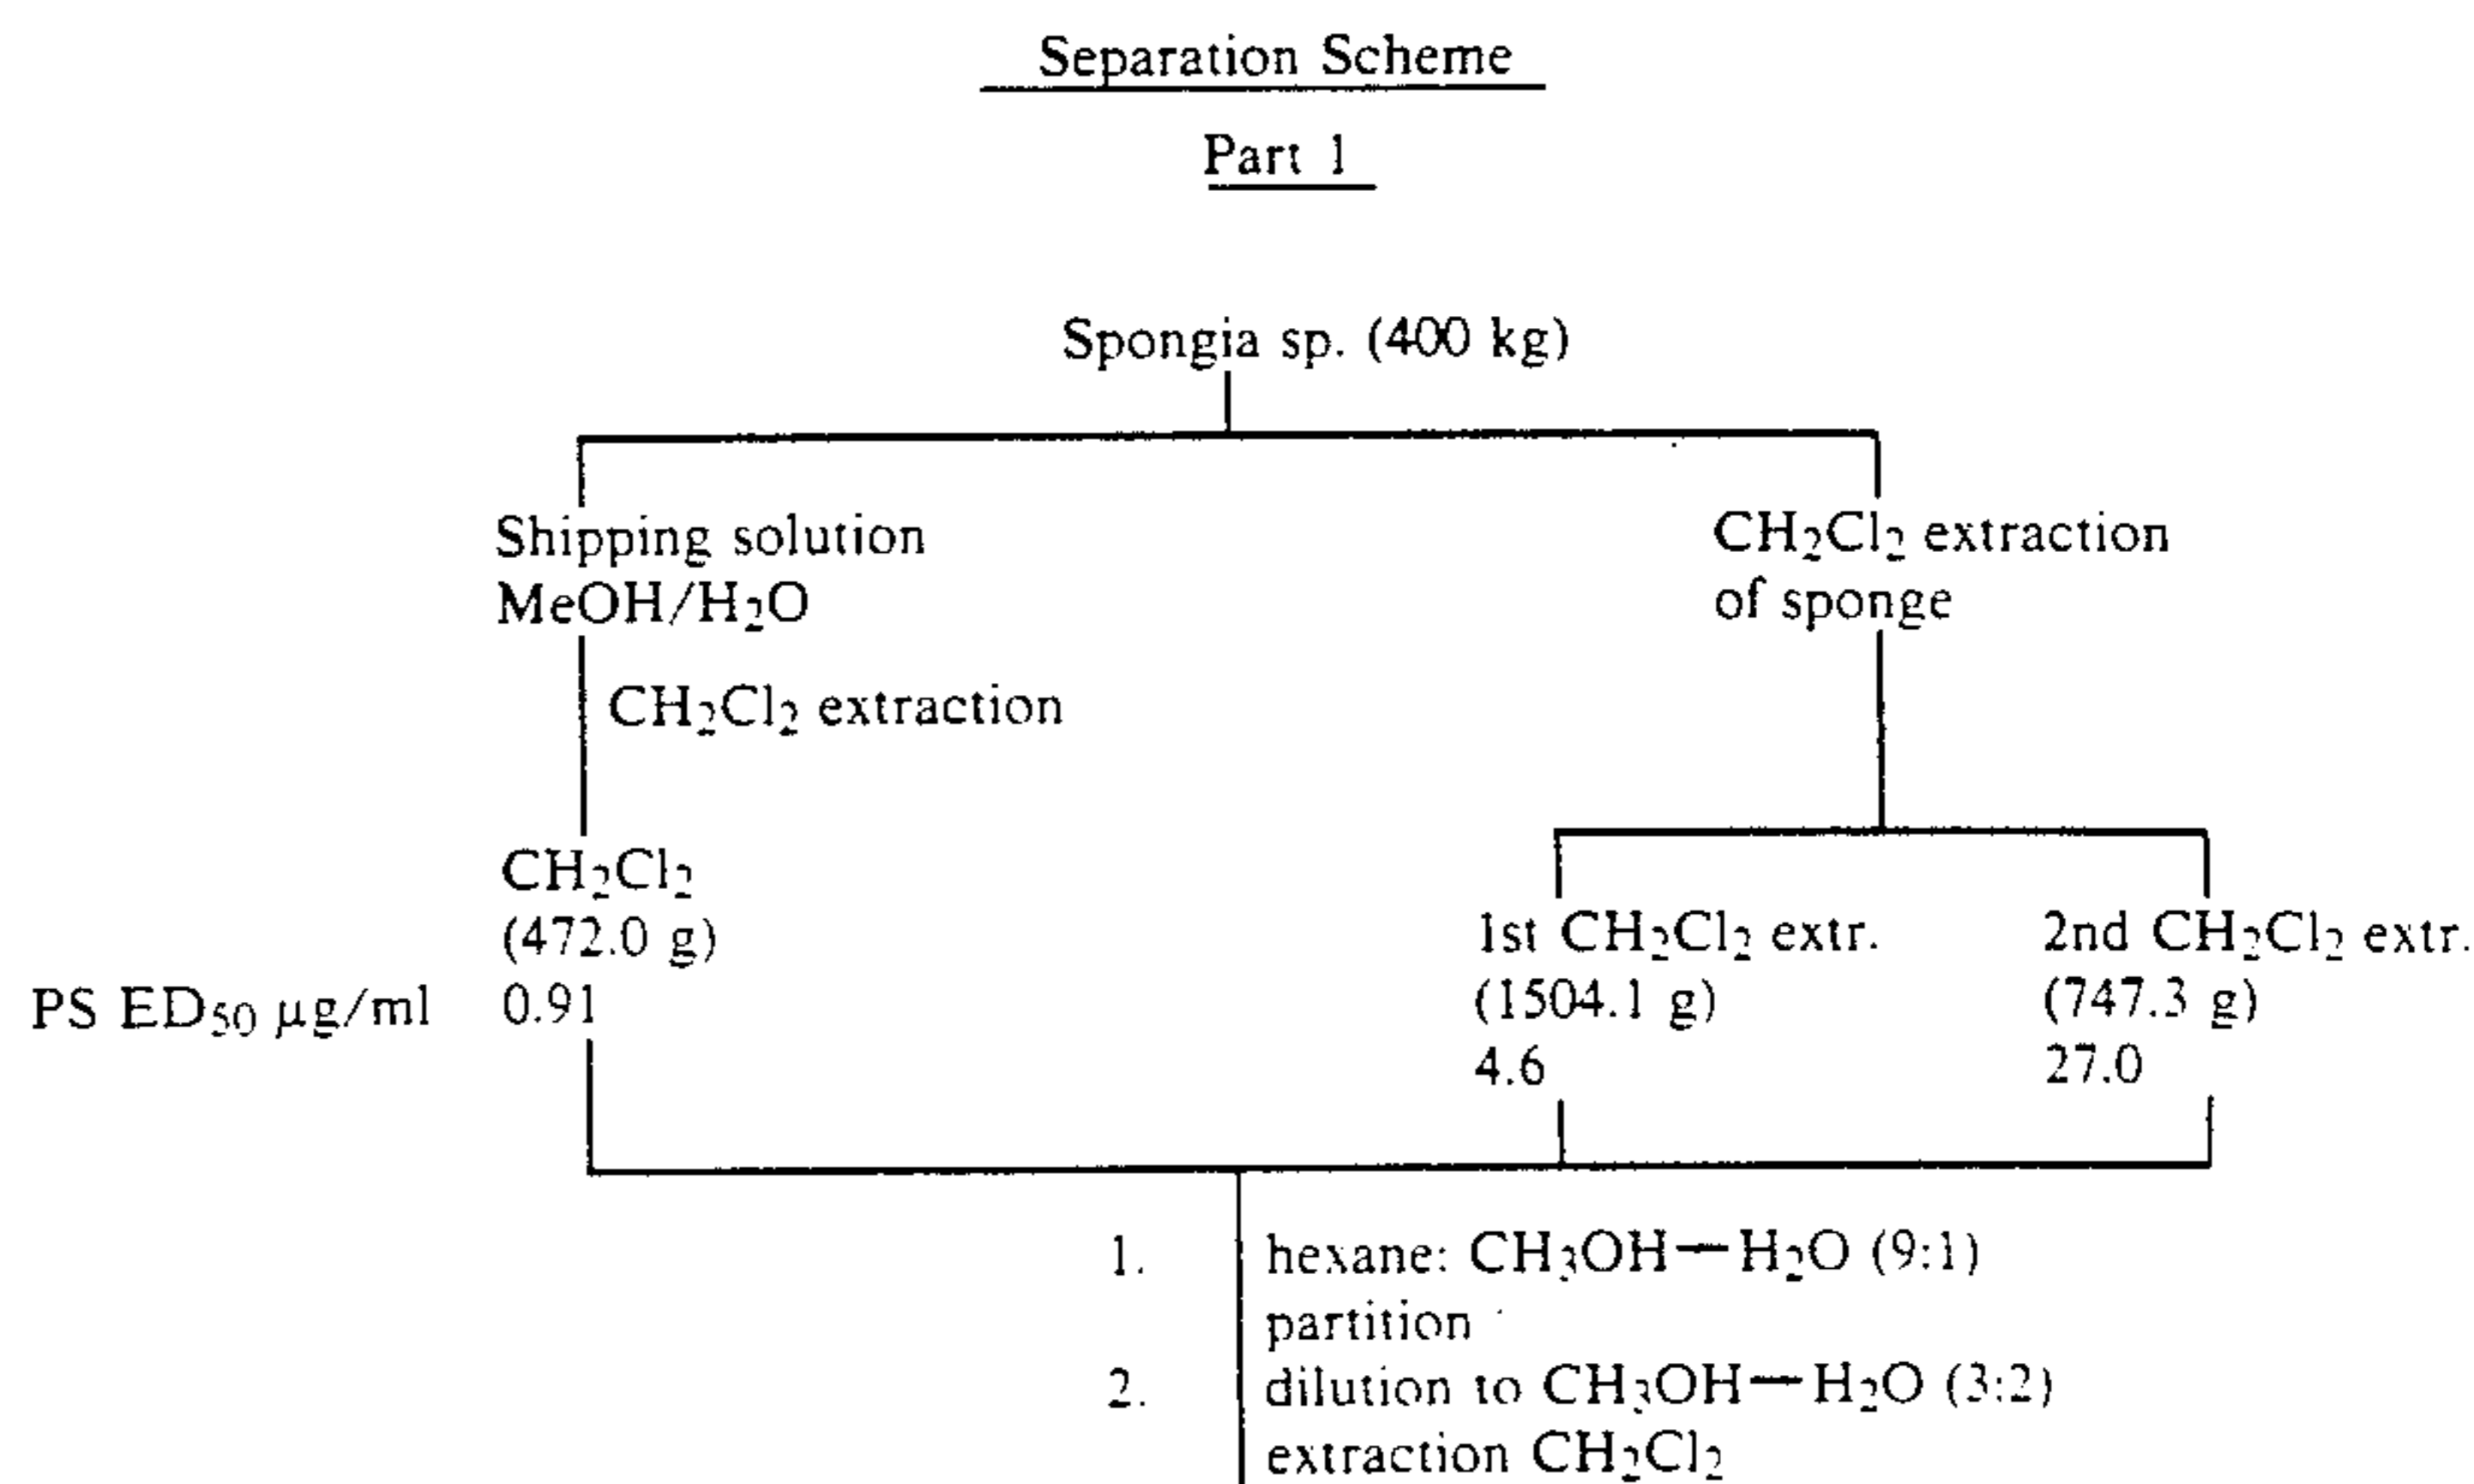 Separation Scheme
Part 1
Spongia sp. (400 kg)
Shipping solution
MeOH/H₂O
CH₂Cl₂ extraction
of sponge
CH₂Cl₂ extraction
CH₂Cl₂
(472.0 g)
PS ED₅₀ μg/ml 0.91
1st CH₂Cl₂ extr.
(1504.1 g)
4.6
2nd CH₂Cl₂ extr.
(747.3 g)
27.0
1. hexane: CH₃OH—H₂O (9:1)
partition
2. dilution to CH₃OH—H₂O (3:2)
extraction CH₂Cl₂